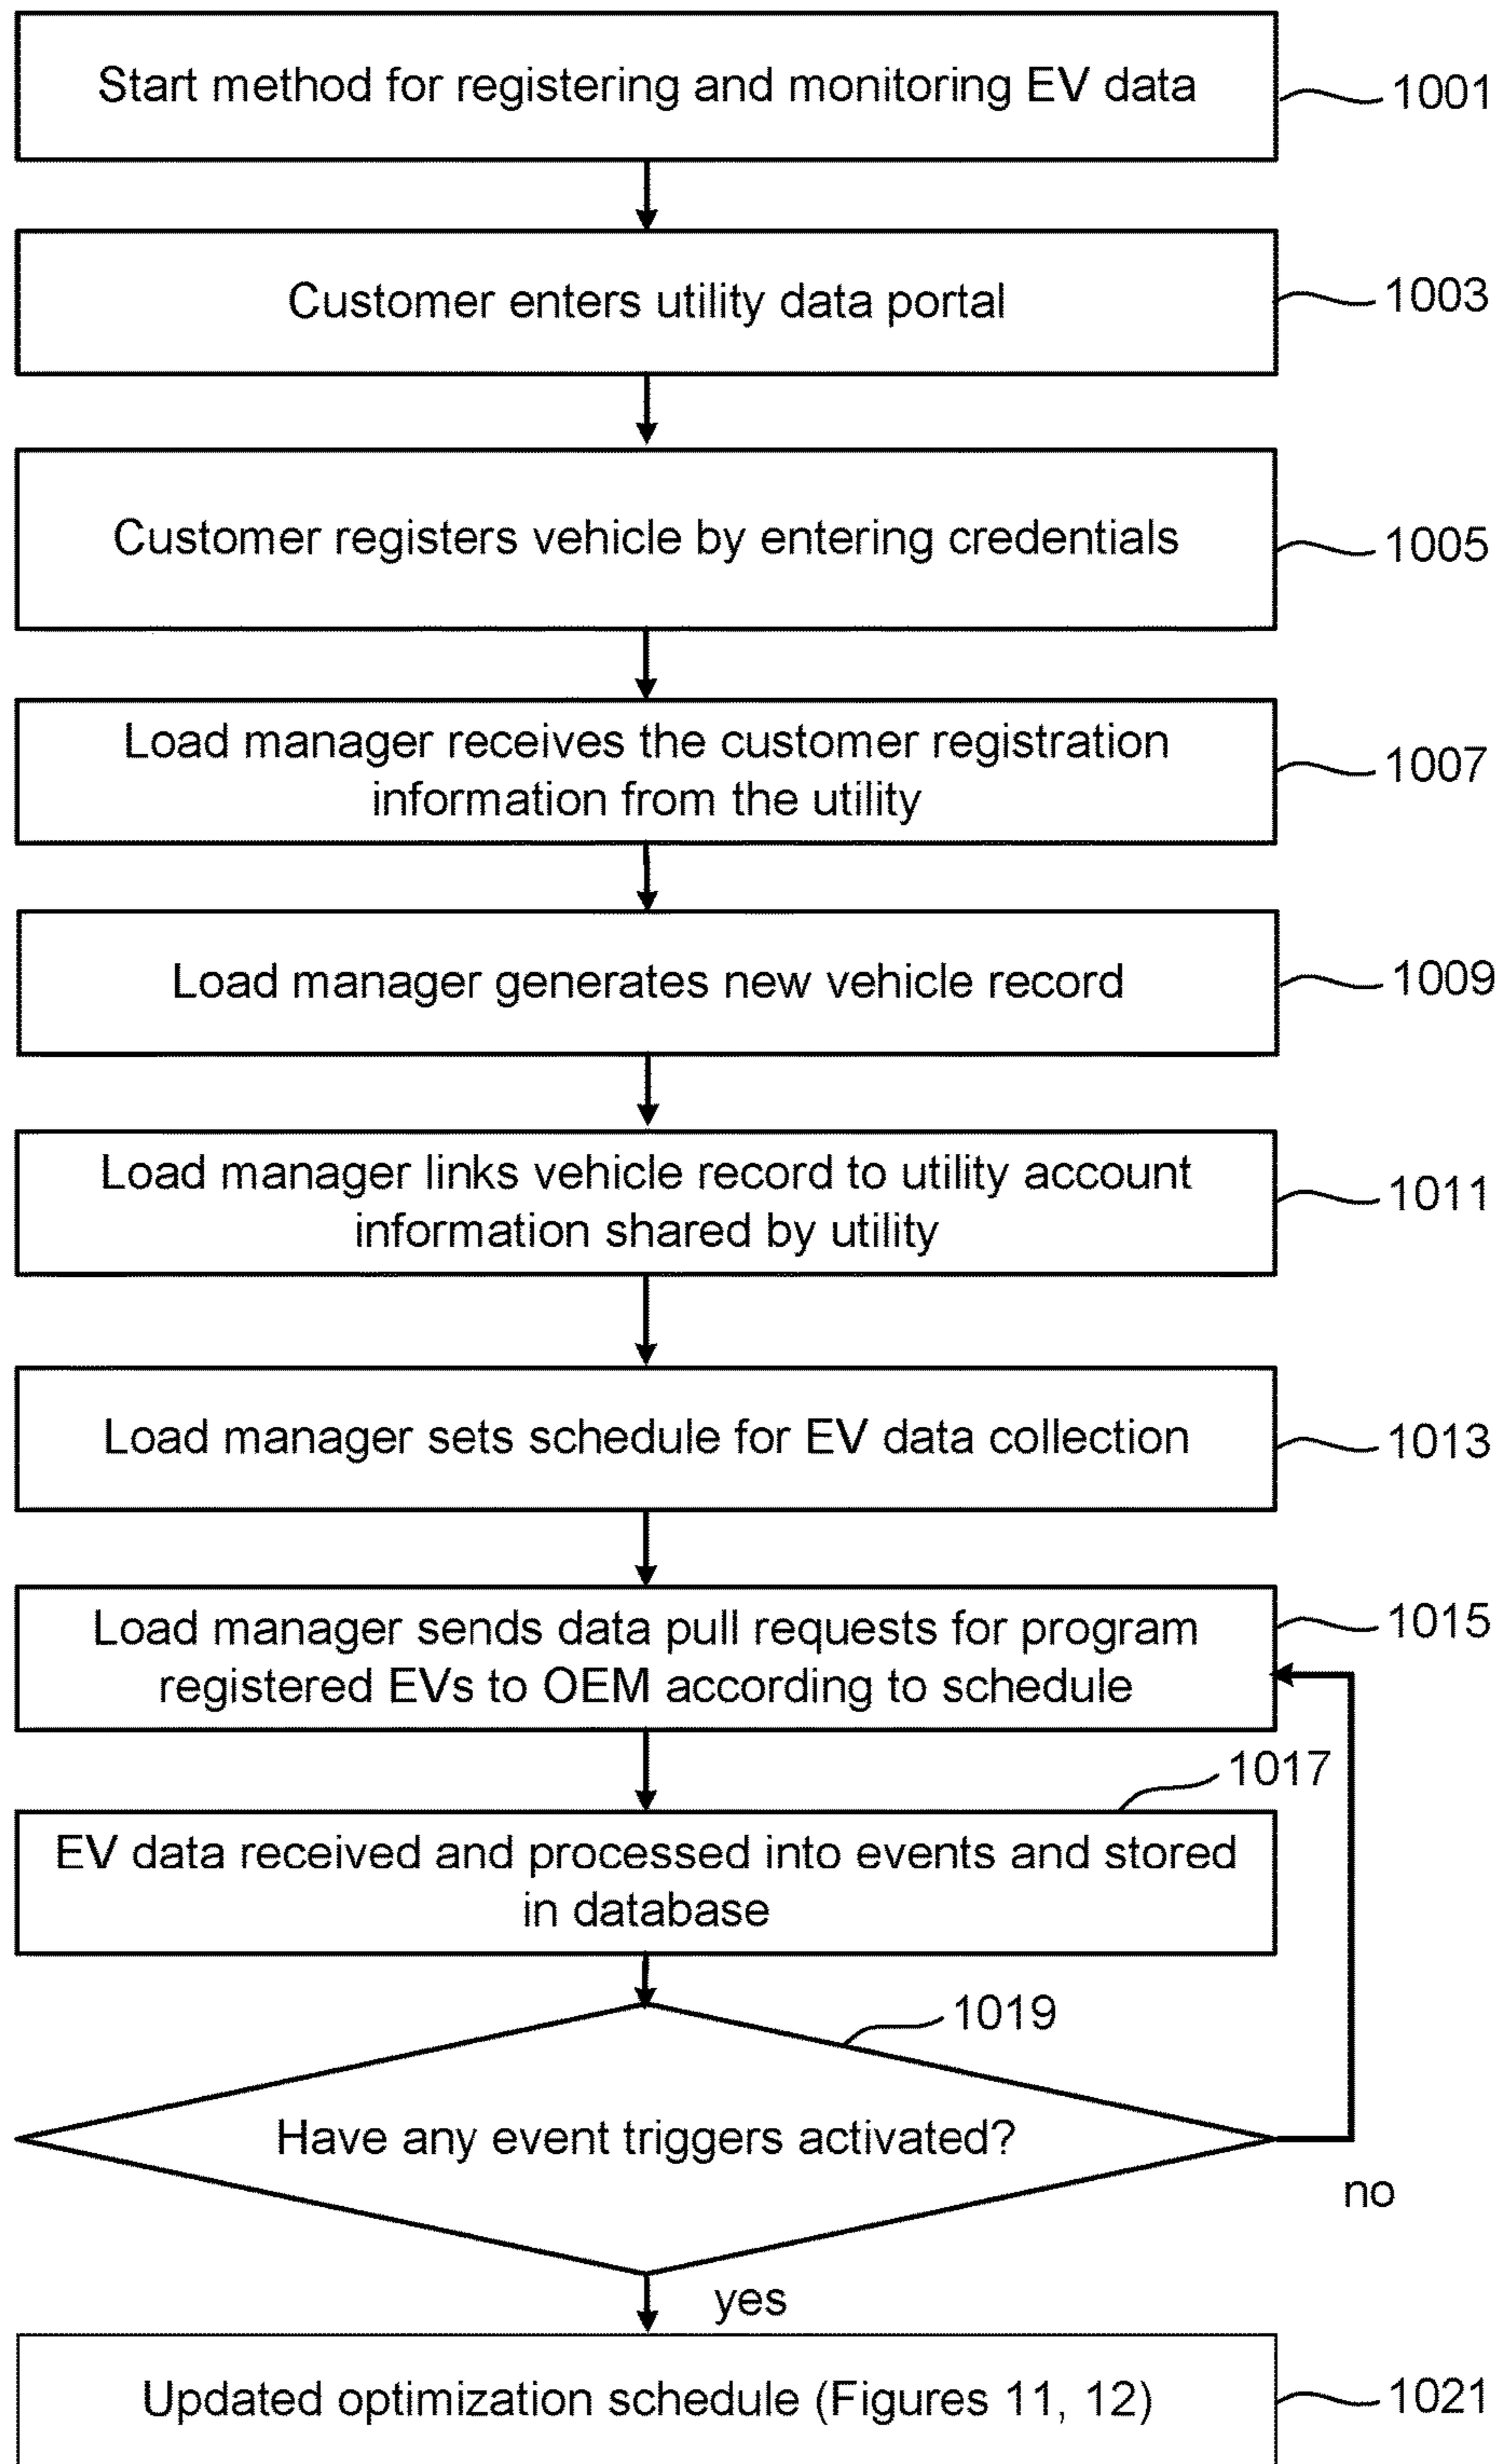 Start method for registering and monitoring EV data
1001
Customer enters utility data portal
1003
Customer registers vehicle by entering credentials
1005
Load manager receives the customer registration
information from the utility
1007
Load manager generates new vehicle record
1009
Load manager links vehicle record to utility account
information shared by utility
1011
Load manager sets schedule for EV data collection
1013
Load manager sends data pull requests for program
registered EVs to OEM according to schedule
1015
1017
EV data received and processed into events and stored
in database
1019
Have any event triggers activated?
no
yes
Updated optimization schedule (Figures 11, 12)
1021